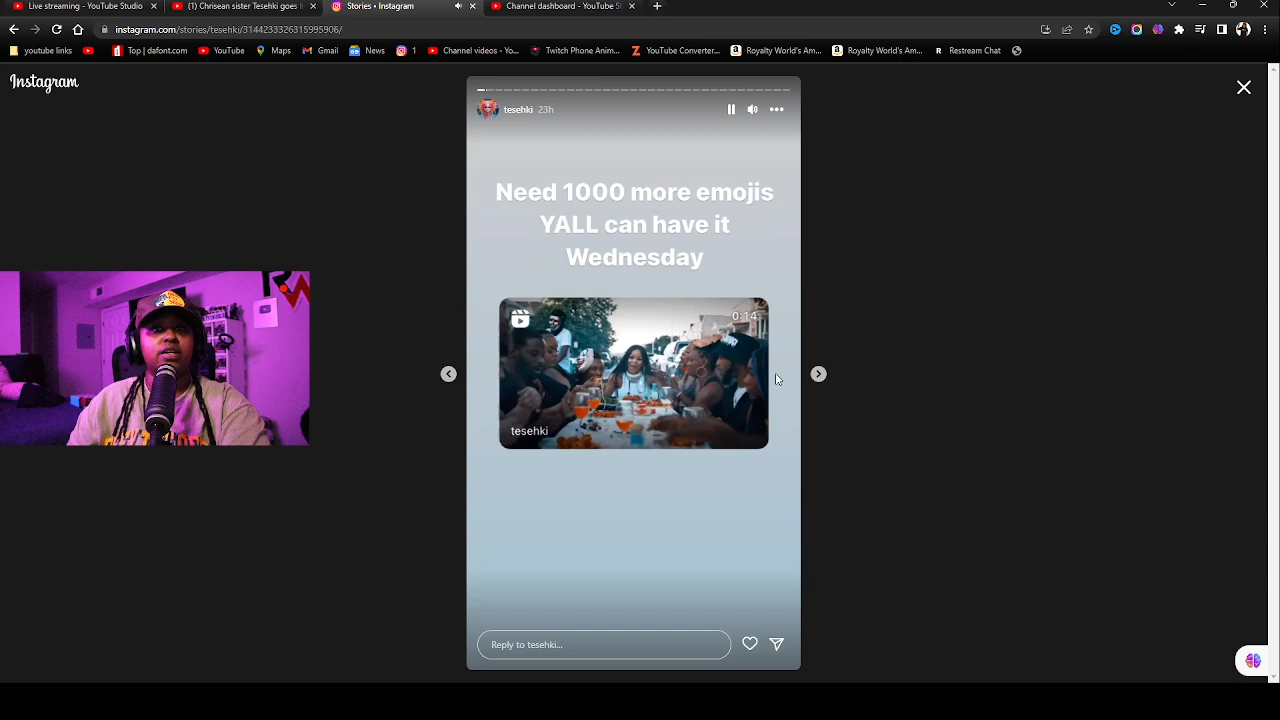 Live streaming - YouTube Studio
(1) Chrisean sister Tesehki goes l
Stories • Instagram
Channel dashboard - YouTube S
instagram.com/stories/tesehki/3144233326315995906/
youtube links
Top | dafont.com
YouTube
Maps
Gmail
News
1
Channel videos - Yo...
Twitch Phone Anim...
YouTube Converter...
Royalty World's Am...
Royalty World's Am...
Restream Chat
Instagram
tesehki 23h
Need 1000 more emojis
YALL can have it
Wednesday
0:14
tesehki
Reply to tesehki...